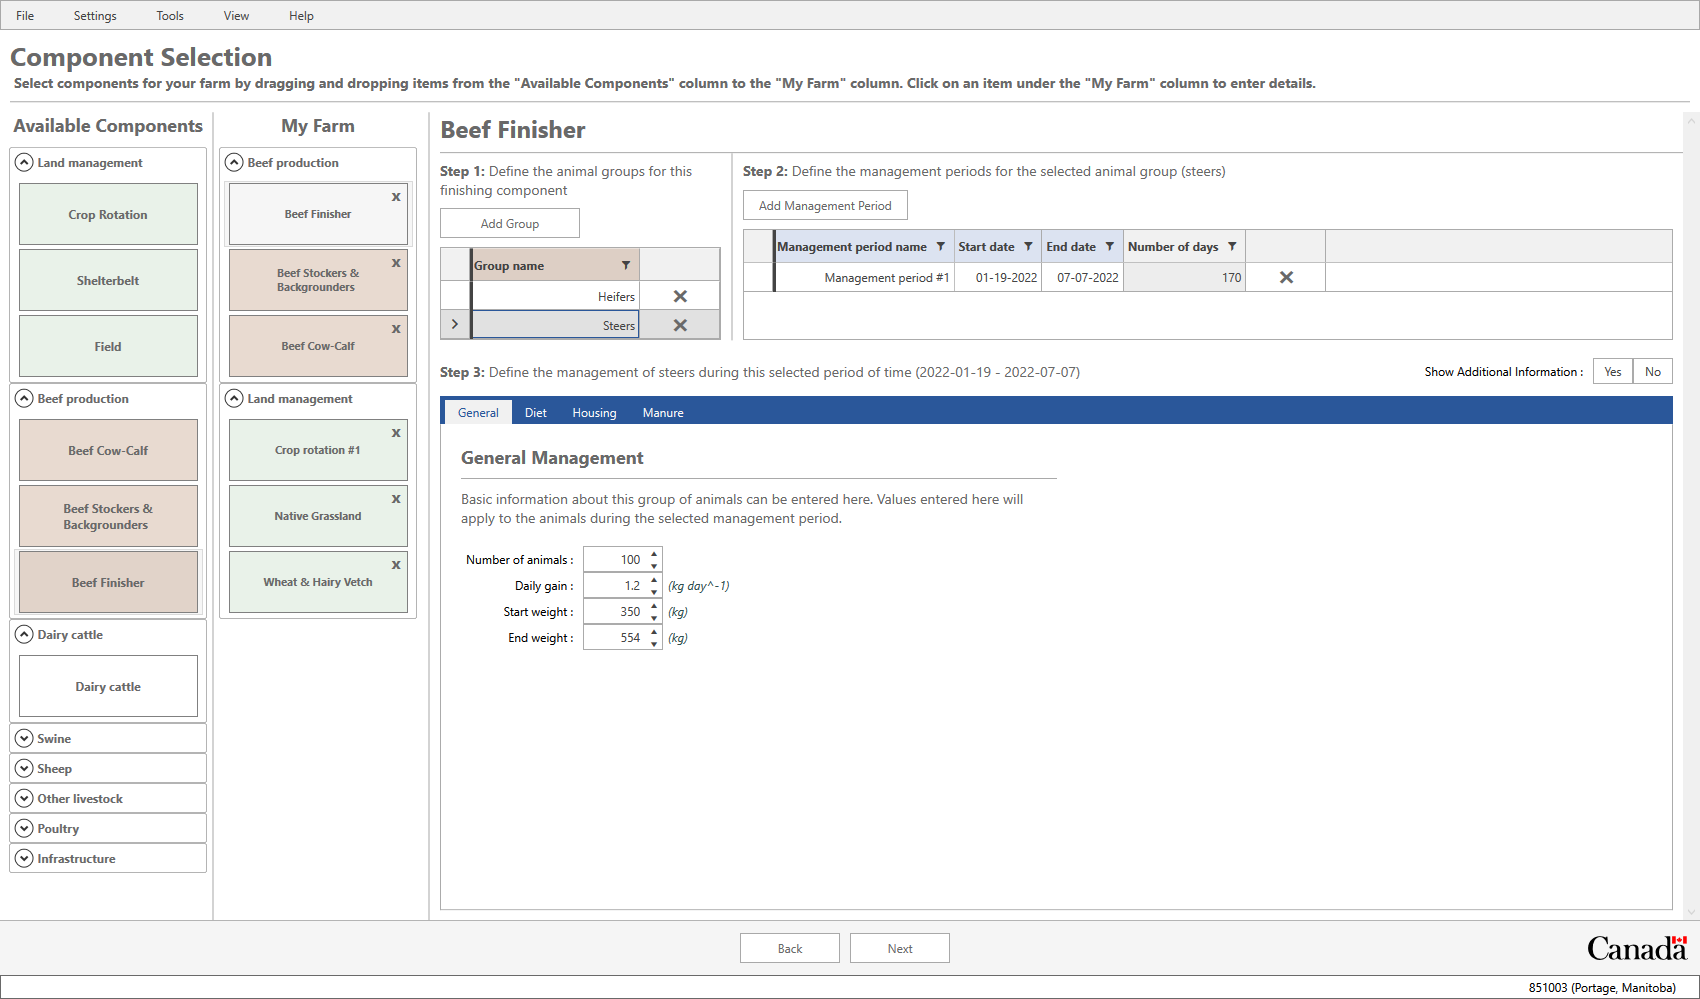 File Settings Tools View Help
Component Selection
Select components for your farm by dragging and dropping items from the "Available Components" column to the "My Farm" column. Click on an item under the "My Farm" column to enter details.
Available Components
Land management
Crop Rotation
Shelterbelt
Field
Beef production
Beef Cow-Calf
Beef Stockers &
Backgrounders
Beef Finisher
Dairy cattle
Dairy cattle
Swine
Sheep
Other livestock
Poultry
Infrastructure
My Farm
Beef production
Beef Finisher x
Beef Stockers & x
Backgrounders
Beef Cow-Calf x
Land management
Crop rotation #1 x
Native Grassland x
Wheat & Hairy Vetch x
Beef Finisher
Step 1: Define the animal groups for this
finishing component
Add Group
Group name
Heifers
Steers
Step 2: Define the management periods for the selected animal group (steers)
Add Management Period
Management period name Start date End date Number of days
Management period #1 01-19-2022 07-07-2022 170
Step 3: Define the management of steers during this selected period of time (2022-01-19 - 2022-07-07)
Show Additional Information : Yes No
General Diet Housing Manure
General Management
Basic information about this group of animals can be entered here. Values entered here will
apply to the animals during the selected management period.
Number of animals : 100
Daily gain : 1.2 (kg day^-1)
Start weight : 350 (kg)
End weight : 554 (kg)
Back Next
Canada
851003 (Portage, Manitoba)